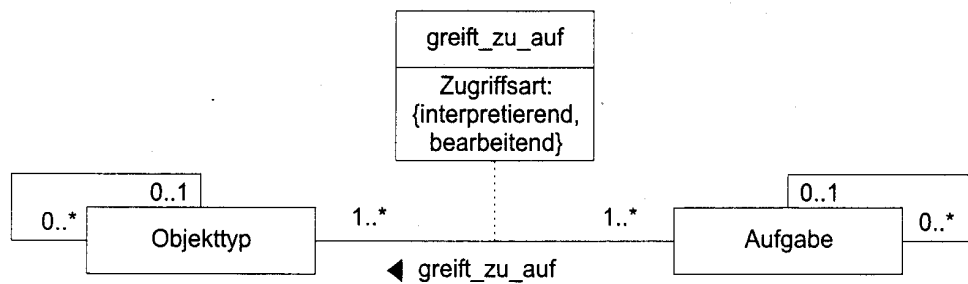 greift_zu_auf
Zugriffsart:
{interpretierend,
bearbeitend}
0..1
0..1
0..*
1..*
1..*
0..*
Objekttyp
Aufgabe
◄ greift_zu_auf